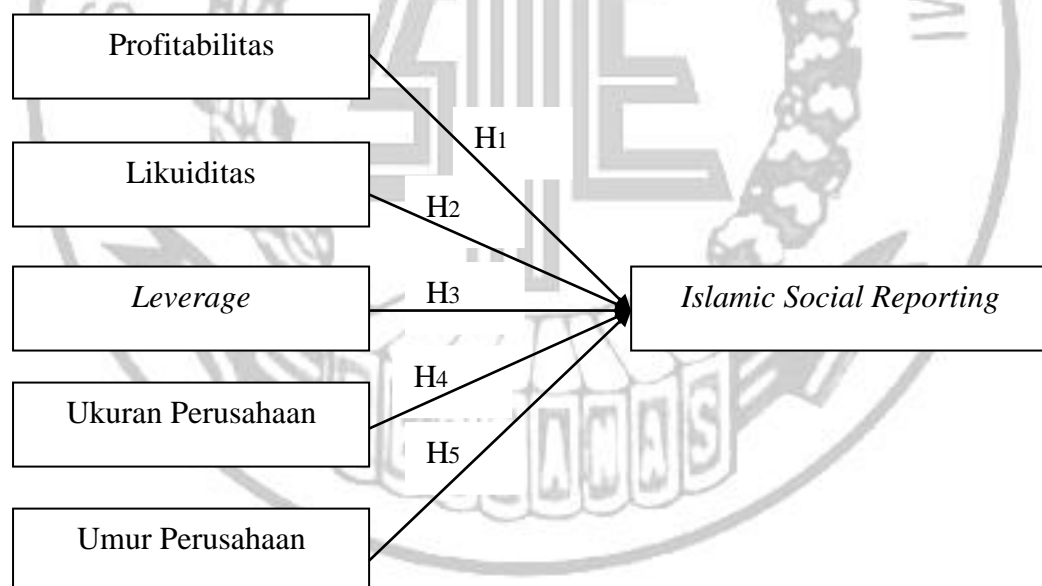 Profitabilitas
H1
Likuiditas
H2
Leverage
H3
Islamic Social Reporting
Ukuran Perusahaan
H4
H5
Umur Perusahaan